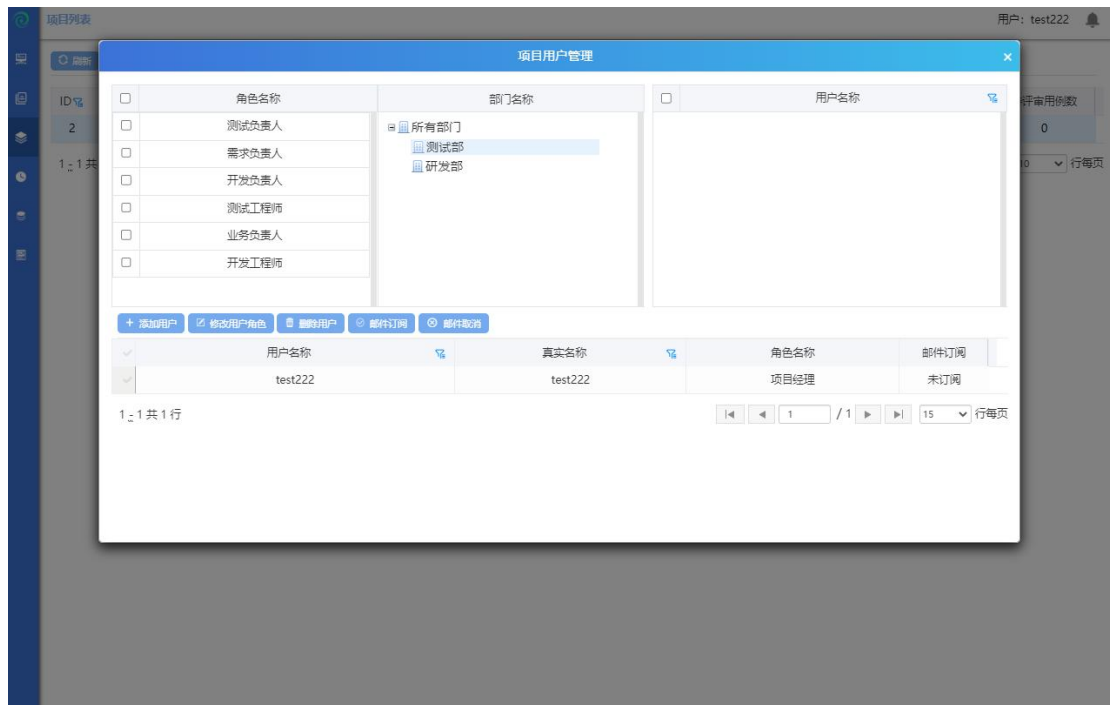 项目列表 用户: test222
刷新 项目用户管理 ×
ID 角色名称 部门名称 用户名称 评审用例数
2 测试负责人 所有部门 0
测试部
需求负责人
研发部
1 - 1 共 10 行每页
开发负责人
测试工程师
业务负责人
开发工程师
+ 添加用户 修改用户角色 删除用户 邮件订阅 邮件取消
用户名称 真实名称 角色名称 邮件订阅
test222 test222 项目经理 未订阅
1 - 1 共 1 行 1 / 1 15 行每页